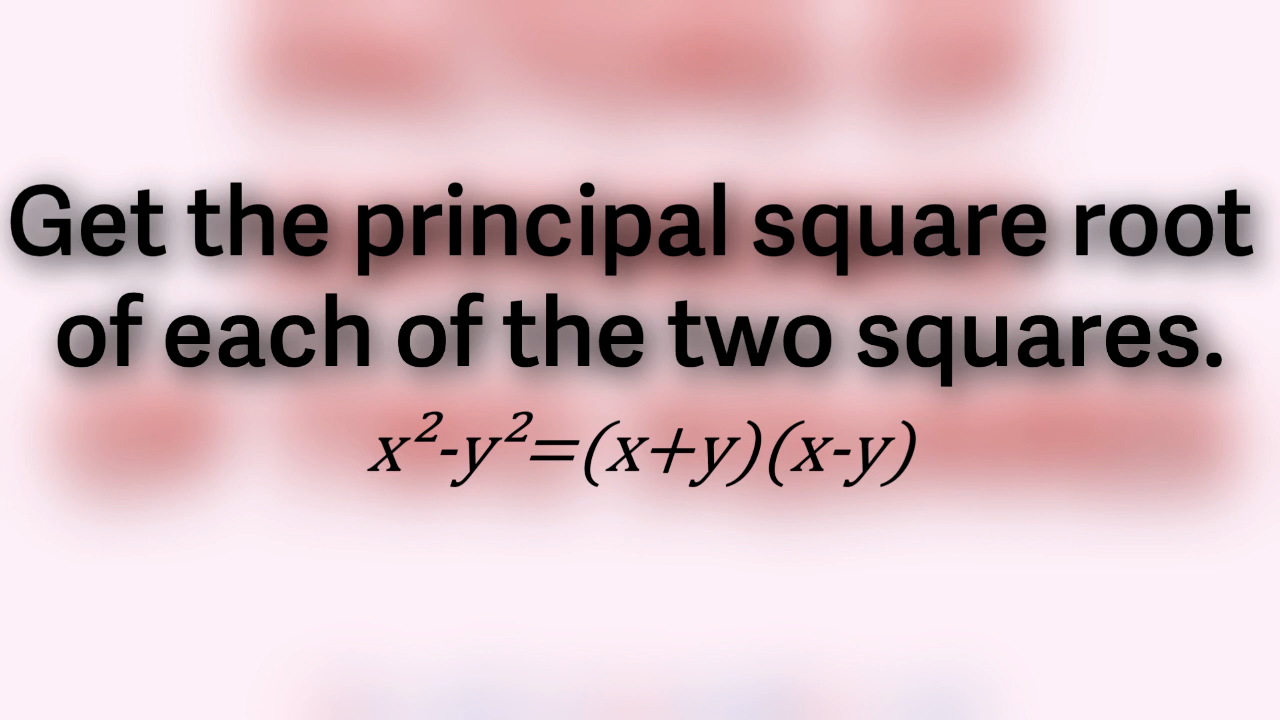 Get the principal square root
of each of the two squares.
x²-y²=(x+y)(x-y)